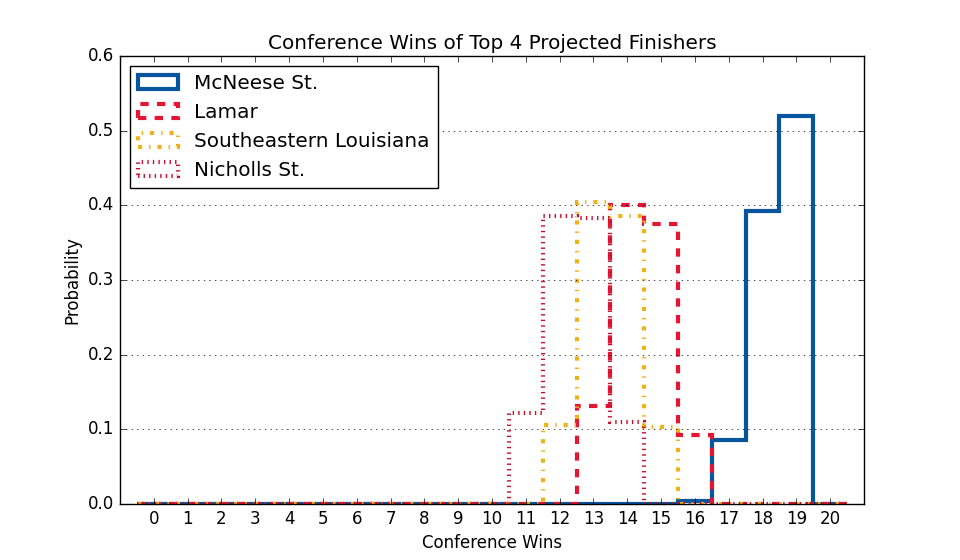 Conference Wins of Top 4 Projected Finishers
0.6
0.5
0.4
0.3
0.2
0.1
0.0
Probability
McNeese St.
Lamar
Southeastern Louisiana
Nicholls St.
0 1 2 3 4 5 6 7 8 9 10 11 12 13 14 15 16 17 18 19 20
Conference Wins